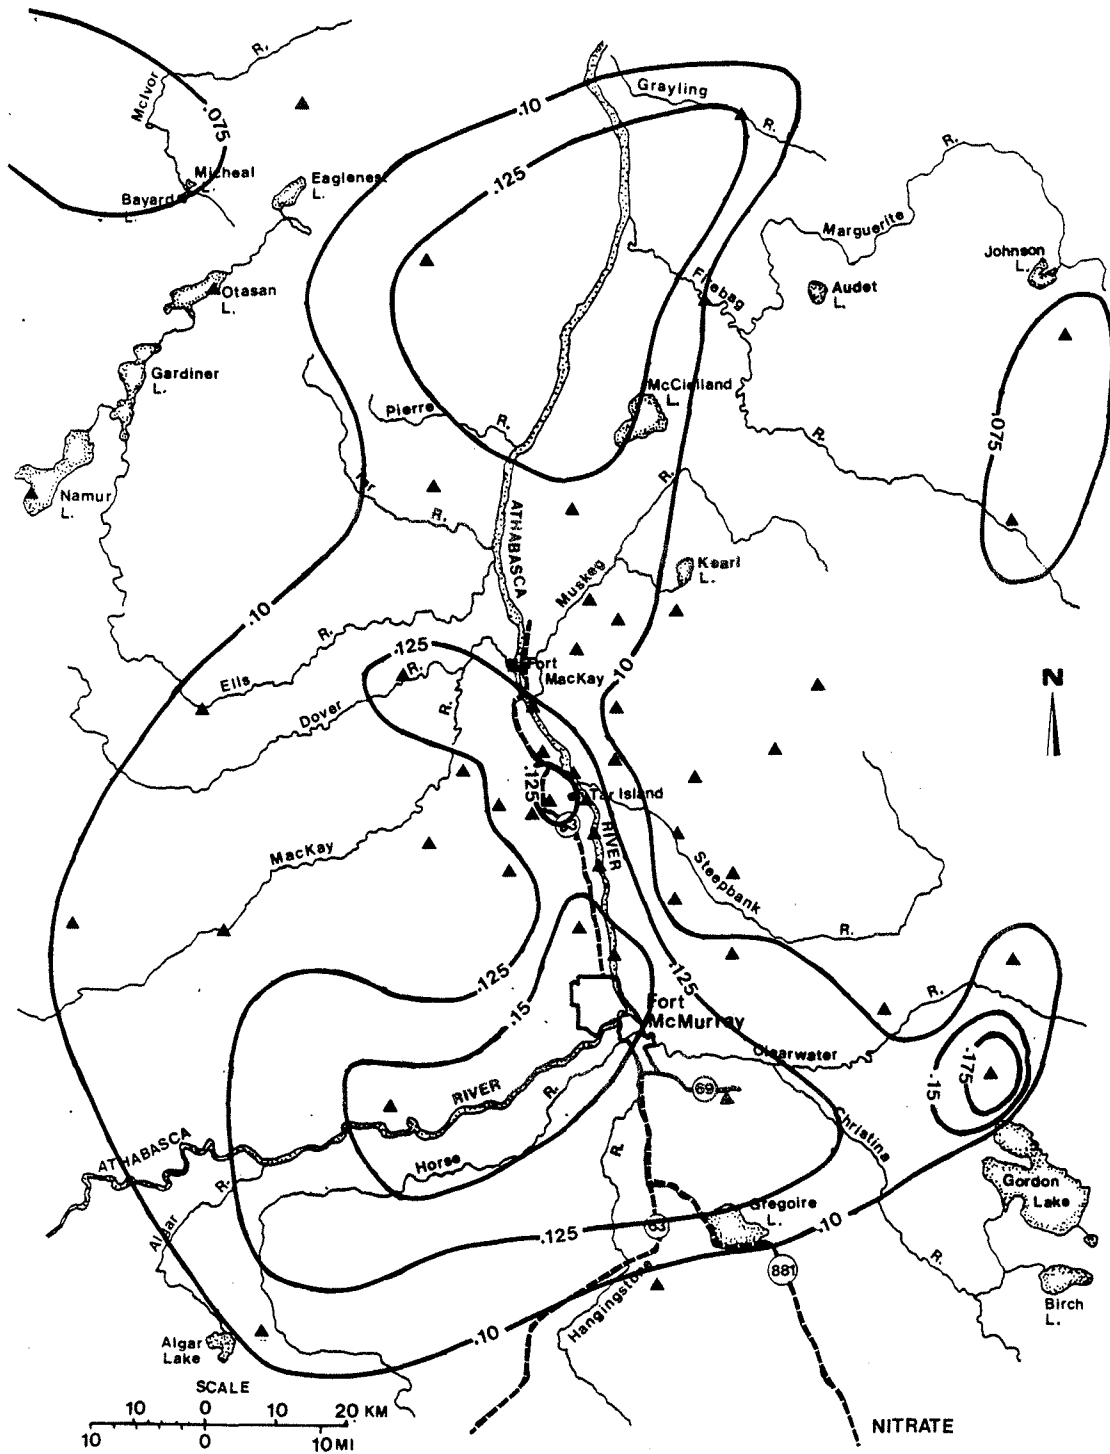 R.
McIvor
.075
Micheal
L.
Bayard
L.
Eaglenest
L.
.10
Grayling
R.
.125
R.
Marguerite
Johnson
L.
Audet
L.
Firebag
Otasan
L.
Gardiner
L.
McClelland
L.
Pierre
R.
R.
.075
Namur
L.
Tar
R.
R.
ATHABASCA
Muskeg
Kearl
L.
.10
R.
.125
R.
Fort
MacKay
.10
N
Ells
Dover
R.
.125
Tar Island
63
RIVER
MacKay
Steepbank
R.
.125
.125
.15
R.
Fort
McMurray
Clearwater
.175
.15
RIVER
R.
69
Christina
ATHABASCA
R.
Horse
R.
Gordon
Lake
Algar
Gregoire
L.
.125
63
.10
R.
881
Hangingstone
Birch
L.
.10
Algar
Lake
SCALE
10 0 10 20 KM
10 0 10 MI
NITRATE